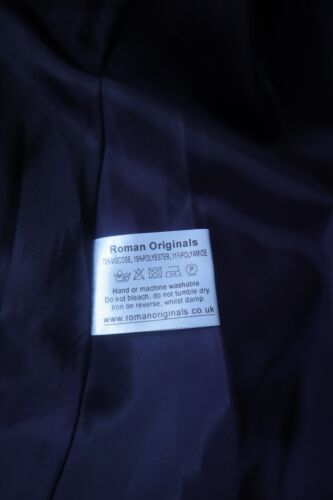 Roman Originals
70%VISCOSE, 19%POLYESTER, 11%POLYAMIDE
P
Hand or machine washable.
Do not bleach, do not tumble dry.
Iron on reverse, whilst damp.
www.romanoriginals.co.uk